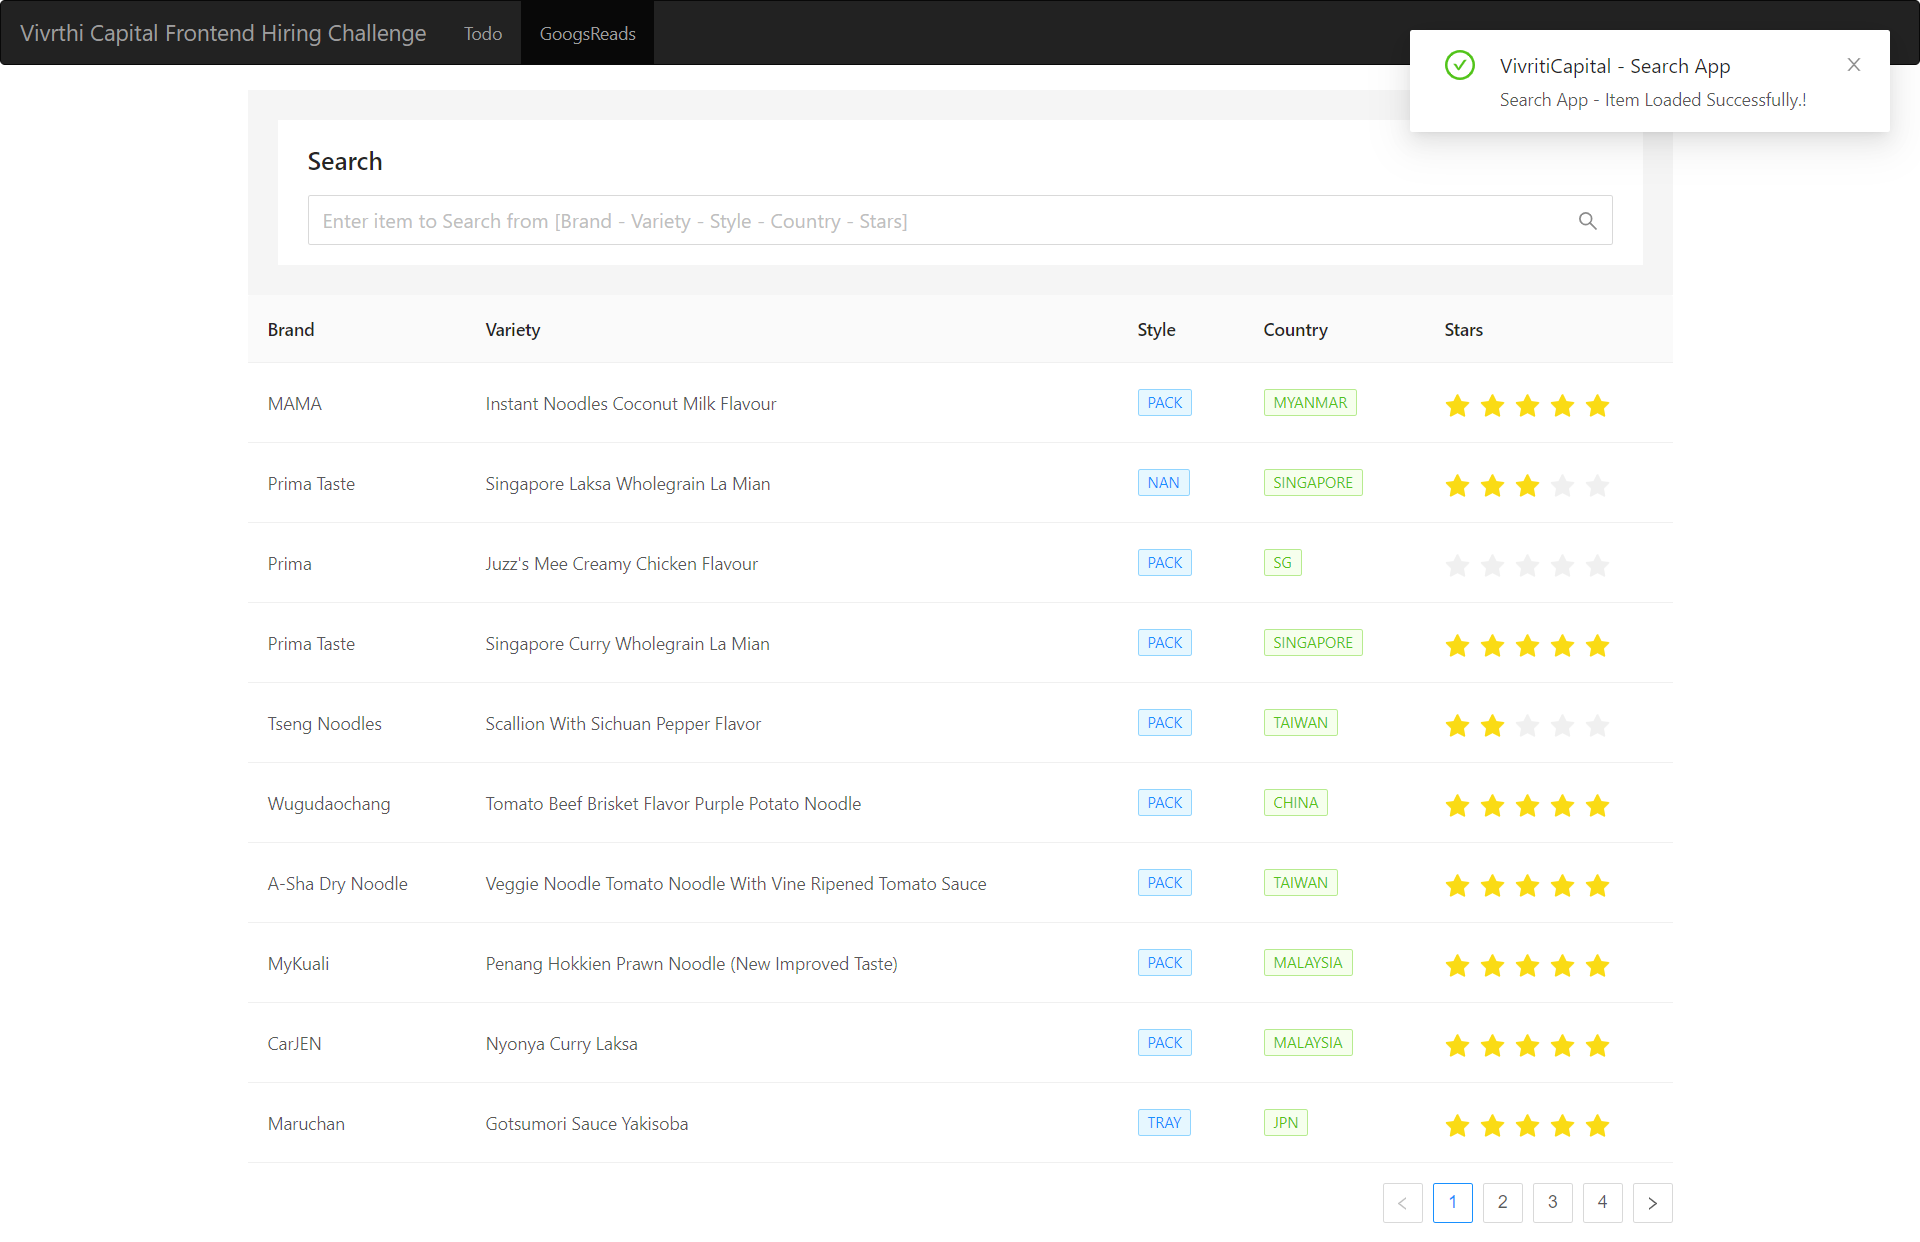 Vivrthi Capital Frontend Hiring Challenge Todo GoogsReads
VivritiCapital - Search App
Search App - Item Loaded Successfully.!
Search
Enter item to Search from [Brand - Variety - Style - Country - Stars]
Brand Variety Style Country Stars
MAMA Instant Noodles Coconut Milk Flavour PACK MYANMAR
Prima Taste Singapore Laksa Wholegrain La Mian NAN SINGAPORE
Prima Juzz's Mee Creamy Chicken Flavour PACK SG
Prima Taste Singapore Curry Wholegrain La Mian PACK SINGAPORE
Tseng Noodles Scallion With Sichuan Pepper Flavor PACK TAIWAN
Wugudaochang Tomato Beef Brisket Flavor Purple Potato Noodle PACK CHINA
A-Sha Dry Noodle Veggie Noodle Tomato Noodle With Vine Ripened Tomato Sauce PACK TAIWAN
MyKuali Penang Hokkien Prawn Noodle (New Improved Taste) PACK MALAYSIA
CarJEN Nyonya Curry Laksa PACK MALAYSIA
Maruchan Gotsumori Sauce Yakisoba TRAY JPN
< 1 2 3 4 >